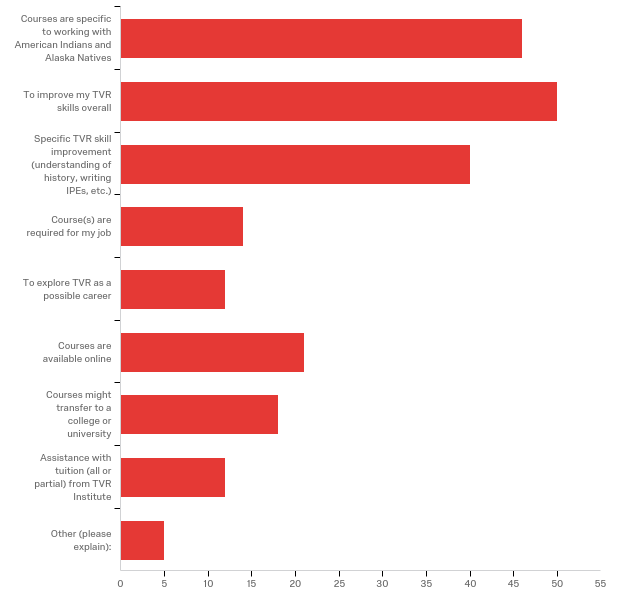 Courses are specific
to working with
American Indians and
Alaska Natives
To improve my TVR
skills overall
Specific TVR skill
improvement
(understanding of
history, writing
IPEs, etc.)
Course(s) are
required for my job
To explore TVR as a
possible career
Courses are
available online
Courses might
transfer to a
college or
university
Assistance with
tuition (all or
partial) from TVR
Institute
Other (please
explain):
0 5 10 15 20 25 30 35 40 45 50 55